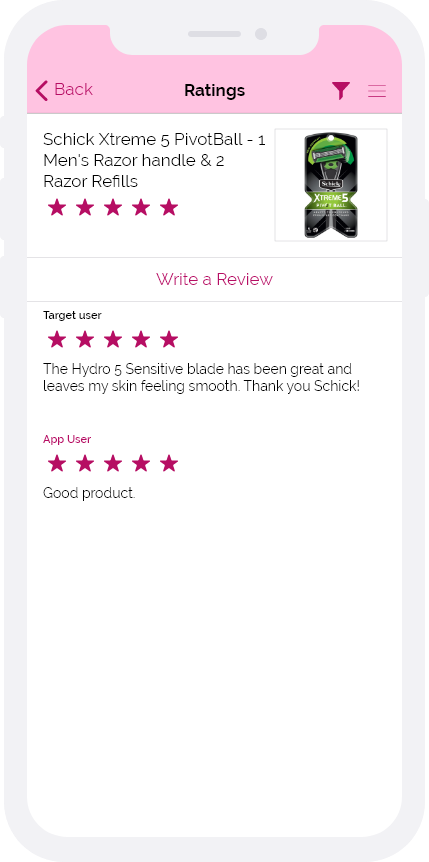 Back
Ratings
Schick Xtreme 5 PivotBall - 1
Men's Razor handle & 2
Razor Refills
Schick
XTREME5
PIVOT BALL
Write a Review
Target user
The Hydro 5 Sensitive blade has been great and
leaves my skin feeling smooth. Thank you Schick!
App User
Good product.